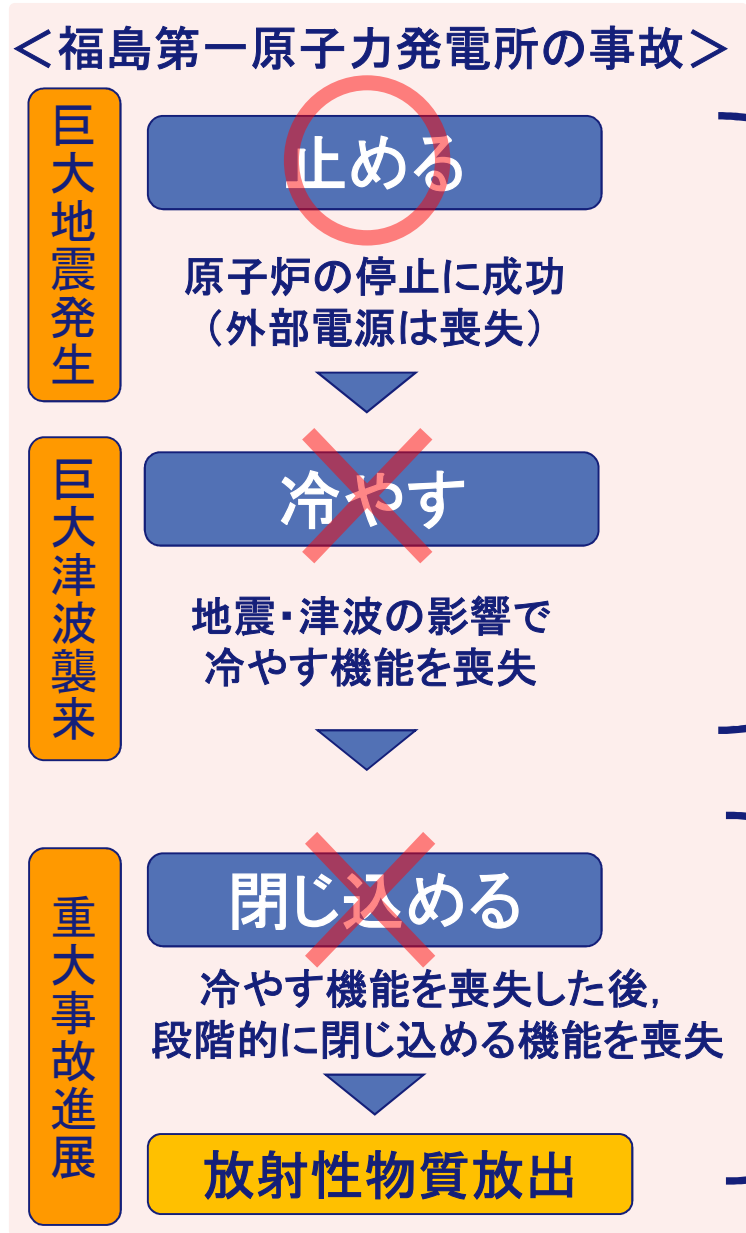 ＜福島第一原子力発電所の事故＞
巨大地震発生
止める
原子炉の停止に成功
（外部電源は喪失）
巨大津波襲来
冷やす
地震・津波の影響で
冷やす機能を喪失
重大事故進展
閉じ込める
冷やす機能を喪失した後，
段階的に閉じ込める機能を喪失
放射性物質放出